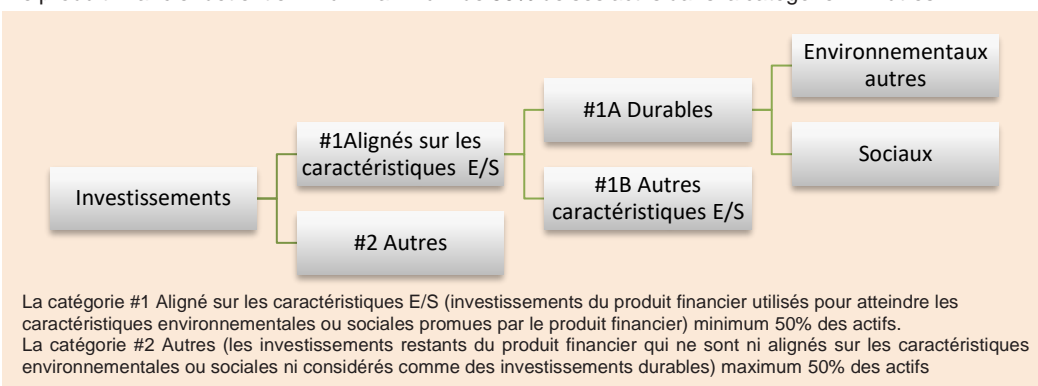 Environnementaux
autres
#1A Durables
#1Alignés sur les
caractéristiques E/S
Sociaux
#1B Autres
caractéristiques E/S
Investissements
#2 Autres
La catégorie #1 Aligné sur les caractéristiques E/S (investissements du produit financier utilisés pour atteindre les
caractéristiques environnementales ou sociales promues par le produit financier) minimum 50% des actifs.
La catégorie #2 Autres (les investissements restants du produit financier qui ne sont ni alignés sur les caractéristiques
environnementales ou sociales ni considérés comme des investissements durables) maximum 50% des actifs